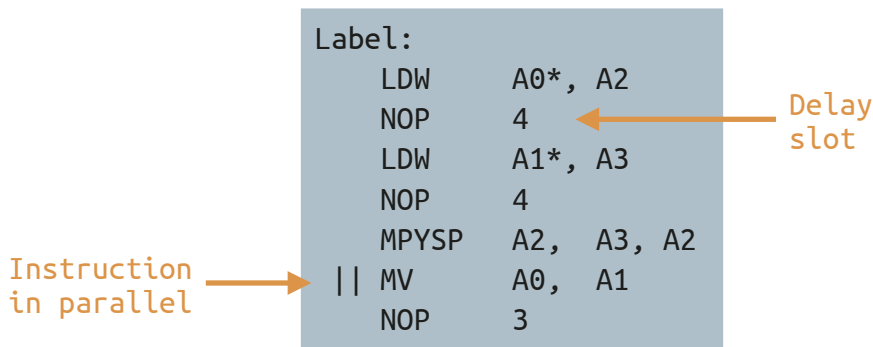 Label:
LDW A0*, A2
NOP 4
Delay
slot
LDW A1*, A3
NOP 4
MPYSP A2, A3, A2
Instruction
in parallel
|| MV A0, A1
NOP 3